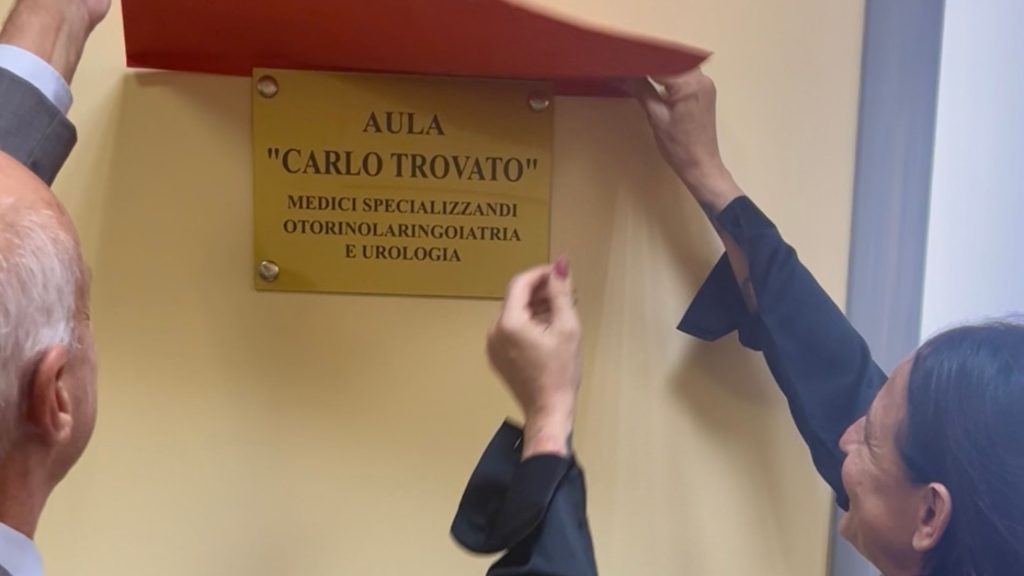 AULA
"CARLO TROVATO"
MEDICI SPECIALIZZANDI
OTORINOLARINGOIATRIA
E UROLOGIA